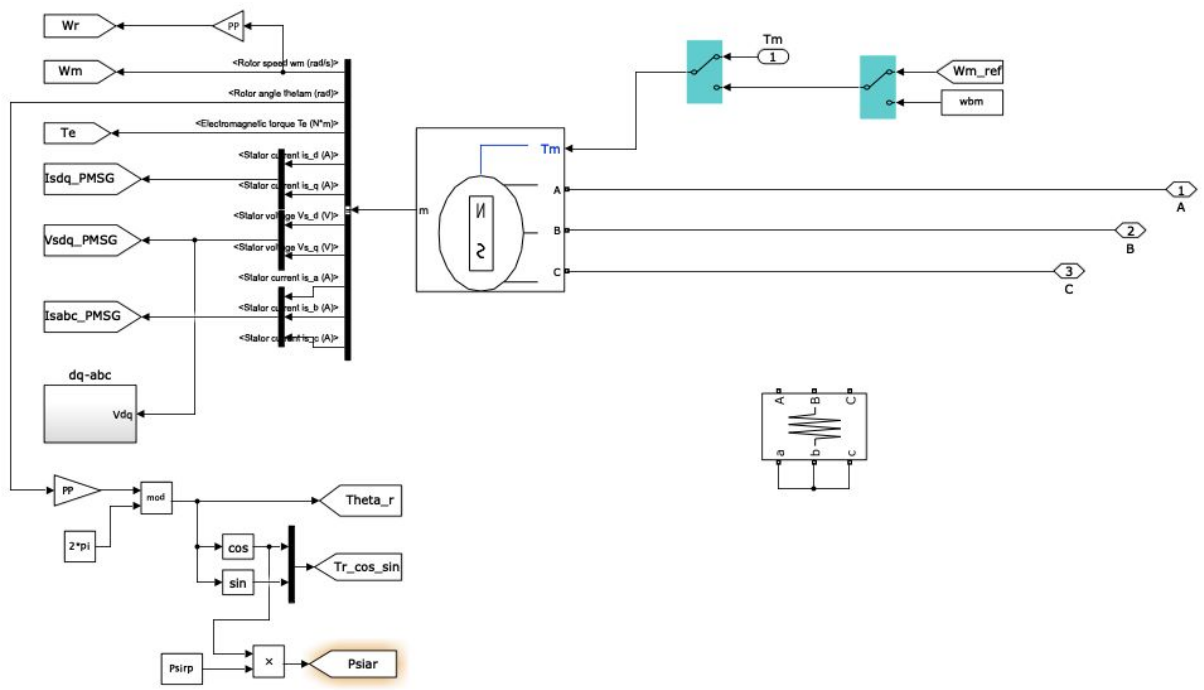 Wr
PP
Wm
<Rotor speed wm (rad/s)>
<Rotor angle thetam (rad)>
Te
<Electromagnetic torque Te (N*m)>
<Stator current is_d (A)>
Isdq_PMSG
<Stator current is_q (A)>
<Stator voltage Vs_d (V)>
Vsdq_PMSG
<Stator voltage Vs_q (V)>
<Stator current is_a (A)>
Isabc_PMSG
<Stator current is_b (A)>
<Stator current is_c (A)>
dq-abc
Vdq
m
Tm
N
S
A
B
C
Tm
1
Wm_ref
wbm
1
A
2
B
3
C
A B C
a b c
PP
mod
2*pi
Theta_r
cos
sin
Tr_cos_sin
Psirp
×
Psiar